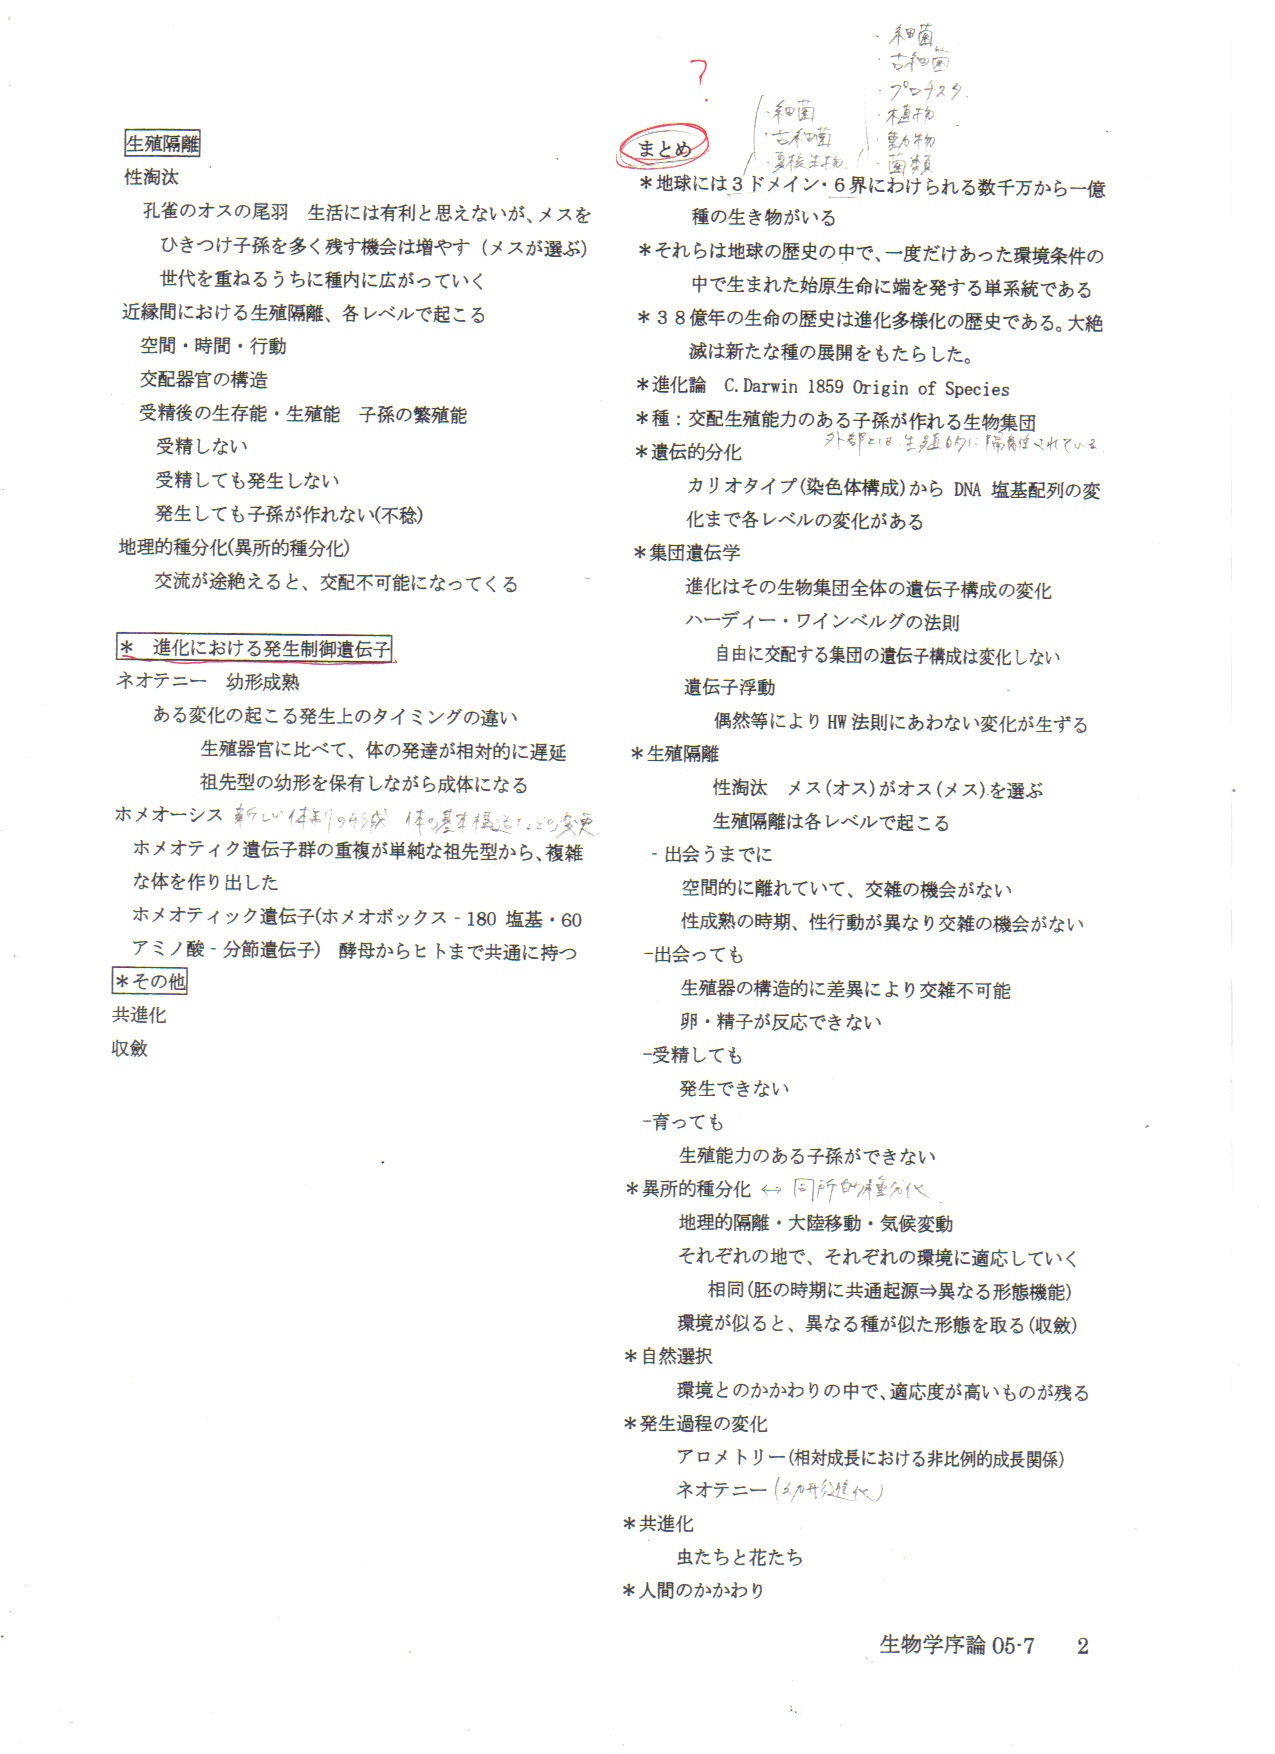 生殖隔離
性淘汰
孔雀のオスの尾羽　生活には有利と思えないが、メスを
ひきつけ子孫を多く残す機会は増やす（メスが選ぶ）
世代を重ねるうちに種内に広がっていく
近縁間における生殖隔離、各レベルで起こる
空間・時間・行動
交配器官の構造
受精後の生存能・生殖能　子孫の繁殖能
受精しない
受精しても発生しない
発生しても子孫が作れない(不稔)
地理的種分化(異所的種分化)
交流が途絶えると、交配不可能になってくる
＊　進化における発生制御遺伝子
ネオテニー　幼形成熟
ある変化の起こる発生上のタイミングの違い
生殖器官に比べて、体の発達が相対的に遅延
祖先型の幼形を保有しながら成体になる
ホメオーシス 新しい体制の形成 体の基本構造などの変更
ホメオティク遺伝子群の重複が単純な祖先型から、複雑
な体を作り出した
ホメオティック遺伝子(ホメオボックス - 180 塩基・60
アミノ酸 - 分節遺伝子)　酵母からヒトまで共通に持つ
＊その他
共進化
収斂
?
・細菌
・古細菌
・真核生物
・細菌
・古細菌
・プロチスタ
・植物
・動物
・菌類
まとめ
＊地球には３ドメイン・６界にわけられる数千万から一億
種の生き物がいる
＊それらは地球の歴史の中で、一度だけあった環境条件の
中で生まれた始原生命に端を発する単系統である
＊３８億年の生命の歴史は進化多様化の歴史である。大絶
滅は新たな種の展開をもたらした。
＊進化論　C.Darwin 1859 Origin of Species
＊種：交配生殖能力のある子孫が作れる生物集団
外部とは生殖的に隔離されている
＊遺伝的分化
カリオタイプ(染色体構成)から DNA 塩基配列の変
化まで各レベルの変化がある
＊集団遺伝学
進化はその生物集団全体の遺伝子構成の変化
ハーディー・ワインベルグの法則
自由に交配する集団の遺伝子構成は変化しない
遺伝子浮動
偶然等により HW 法則にあわない変化が生ずる
＊生殖隔離
性淘汰　メス(オス)がオス(メス)を選ぶ
生殖隔離は各レベルで起こる
- 出会うまでに
空間的に離れていて、交雑の機会がない
性成熟の時期、性行動が異なり交雑の機会がない
-出会っても
生殖器の構造的に差異により交雑不可能
卵・精子が反応できない
-受精しても
発生できない
-育っても
生殖能力のある子孫ができない
＊異所的種分化 ↔ 同所的種分化
地理的隔離・大陸移動・気候変動
それぞれの地で、それぞれの環境に適応していく
相同(胚の時期に共通起源⇒異なる形態機能)
環境が似ると、異なる種が似た形態を取る(収斂)
＊自然選択
環境とのかかわりの中で、適応度が高いものが残る
＊発生過程の変化
アロメトリー(相対成長における非比例的成長関係)
ネオテニー (幼形進化)
＊共進化
虫たちと花たち
＊人間のかかわり
生物学序論 05-7　2